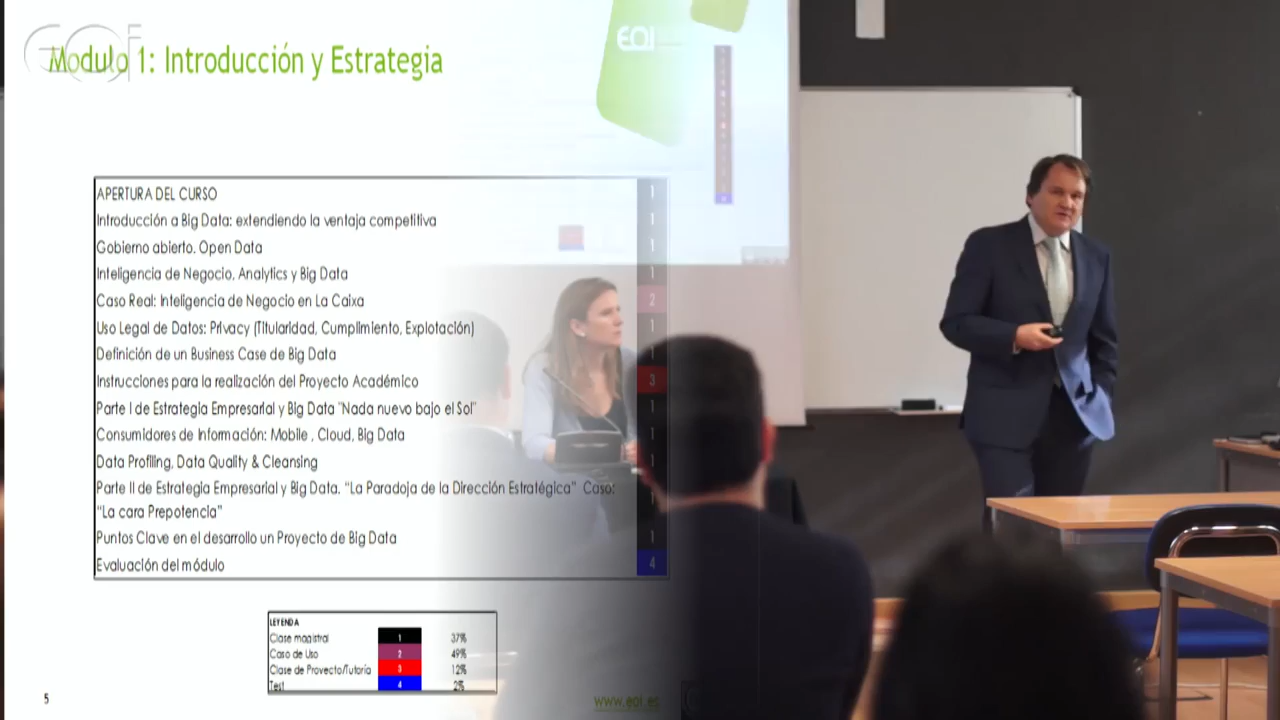 EOI
Modulo 1: Introducción y Estrategia
EOI
APERTURA DEL CURSO 1
Introducción a Big Data: extendiendo la ventaja competitiva 1
Gobierno abierto. Open Data 1
Inteligencia de Negocio, Analytics y Big Data 1
Caso Real: Inteligencia de Negocio en La Caixa 2
Uso Legal de Datos: Privacy (Titularidad, Cumplimiento, Explotación) 1
Definición de un Business Case de Big Data 1
Instrucciones para la realización del Proyecto Académico 3
Parte I de Estrategia Empresarial y Big Data "Nada nuevo bajo el Sol" 1
Consumidores de Información: Mobile , Cloud, Big Data 1
Data Profiling, Data Quality & Cleansing 1
Parte II de Estrategia Empresarial y Big Data. "La Paradoja de la Dirección Estratégica" Caso: 1
"La cara Prepotencia"
Puntos Clave en el desarrollo un Proyecto de Big Data 1
Evaluación del módulo 4
LEYENDA
Clase magistral 1 37%
Caso de Uso 2 49%
Clase de Proyecto/Tutoría 3 12%
Test 4 2%
5
www.eoi.es